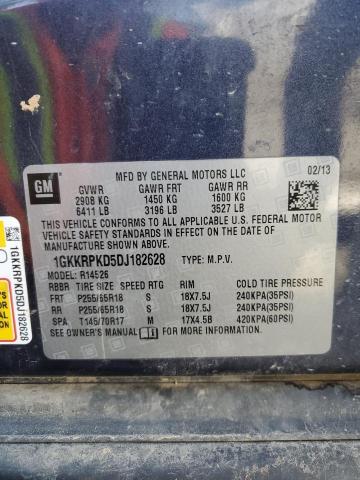 GM
MFD BY GENERAL MOTORS LLC 02/13
GVWR GAWR FRT GAWR RR
2908 KG 1450 KG 1600 KG
6411 LB 3196 LB 3527 LB
THIS VEHICLE CONFORMS TO ALL APPLICABLE U.S. FEDERAL MOTOR
VEHICLE SAFETY STANDARDS IN EFFECT ON THE DATE OF
MANUFACTURE SHOWN ABOVE.
1GKKRPKD5DJ182628 TYPE: M.P.V.
MODEL: R14526
RBBR TIRE SIZE SPEED RTG RIM COLD TIRE PRESSURE
FRT P255/65R18 S 18X7.5J 240KPA(35PSI)
RR P255/65R18 S 18X7.5J 240KPA(35PSI)
SPA T145/70R17 M 17X4.5B 420KPA(60PSI)
SEE OWNER'S MANUAL FOR ADDITIONAL INFORMATION
1GKKRPKD5DJ182628